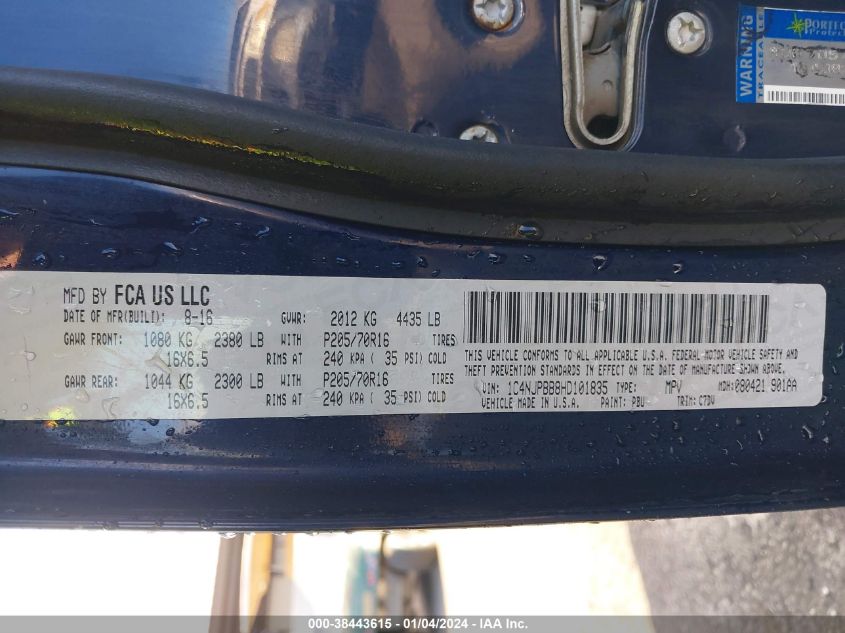 WARNING
MFD BY FCA US LLC
DATE OF MFR(BUILT): 8-16 GVWR: 2012 KG 4435 LB
GAWR FRONT: 1080 KG 2380 LB WITH P205/70R16 TIRES
16X6.5 RIMS AT 240 KPA ( 35 PSI) COLD
GAWR REAR: 1044 KG 2300 LB WITH P205/70R16 TIRES
16X6.5 RIMS AT 240 KPA ( 35 PSI) COLD
THIS VEHICLE CONFORMS TO ALL APPLICABLE U.S.A. FEDERAL MOTOR VEHICLE SAFETY AND
THEFT PREVENTION STANDARDS IN EFFECT ON THE DATE OF MANUFACTURE SHOWN ABOVE
VIN: 1C4NJPBB8HD101835 TYPE: MPV MDH: 080421 901AA
VEHICLE MADE IN U.S.A. PAINT: PBU TRIM: C7DV
000-38443615 - 01/04/2024 - IAA Inc.